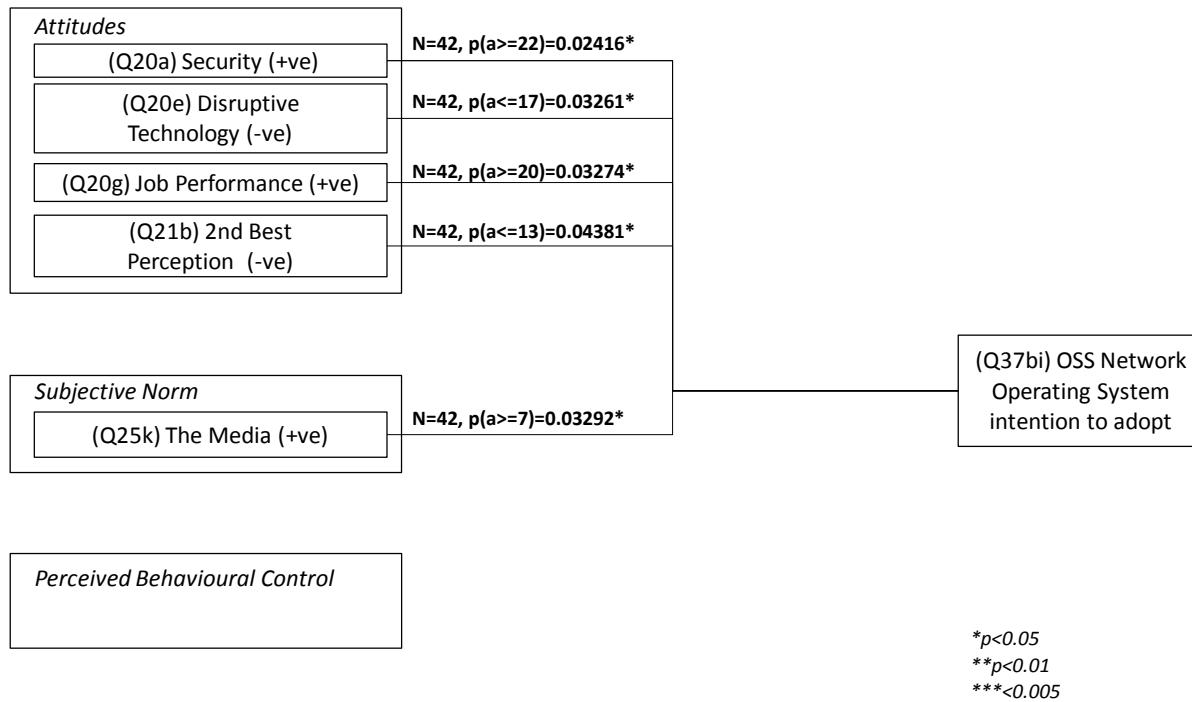 Attitudes
(Q20a) Security (+ve)
N=42, p(a>=22)=0.02416*
(Q20e) Disruptive
Technology (-ve)
N=42, p(a<=17)=0.03261*
(Q20g) Job Performance (+ve)
N=42, p(a>=20)=0.03274*
(Q21b) 2nd Best
Perception (-ve)
N=42, p(a<=13)=0.04381*
Subjective Norm
(Q25k) The Media (+ve)
N=42, p(a>=7)=0.03292*
(Q37bi) OSS Network
Operating System
intention to adopt
Perceived Behavioural Control
*p<0.05
**p<0.01
***<0.005